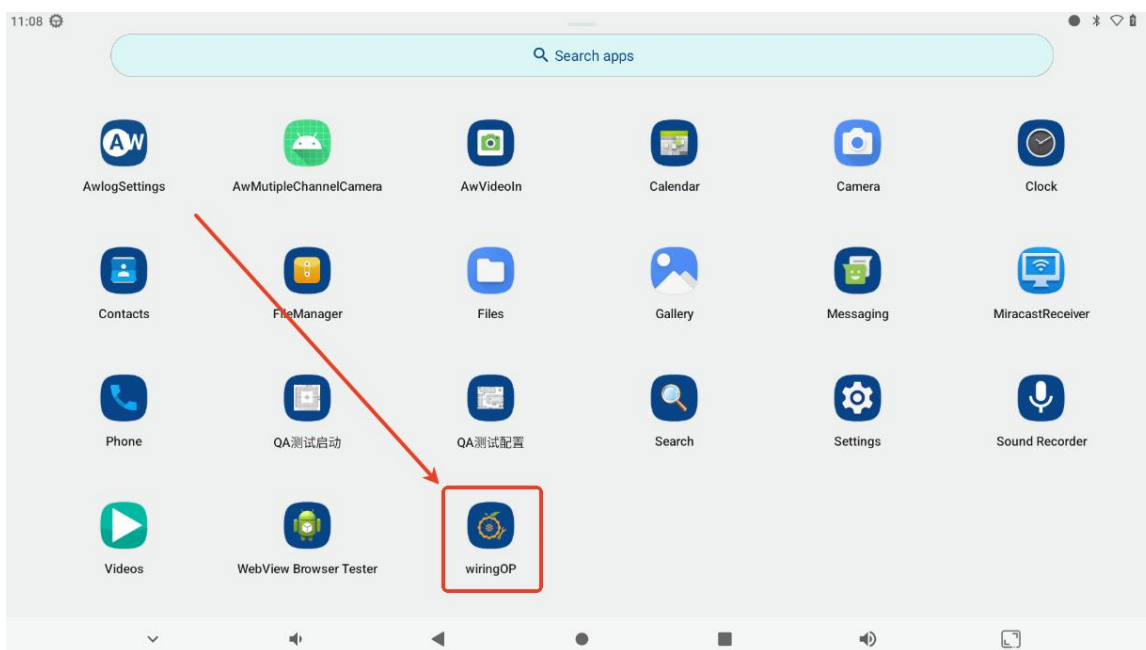 11:08
Search apps
AwlogSettings
AwMutipleChannelCamera
AwVideoIn
Calendar
Camera
Clock
Contacts
FileManager
Files
Gallery
Messaging
MiracastReceiver
Phone
QA测试启动
QA测试配置
Search
Settings
Sound Recorder
Videos
WebView Browser Tester
wiringOP